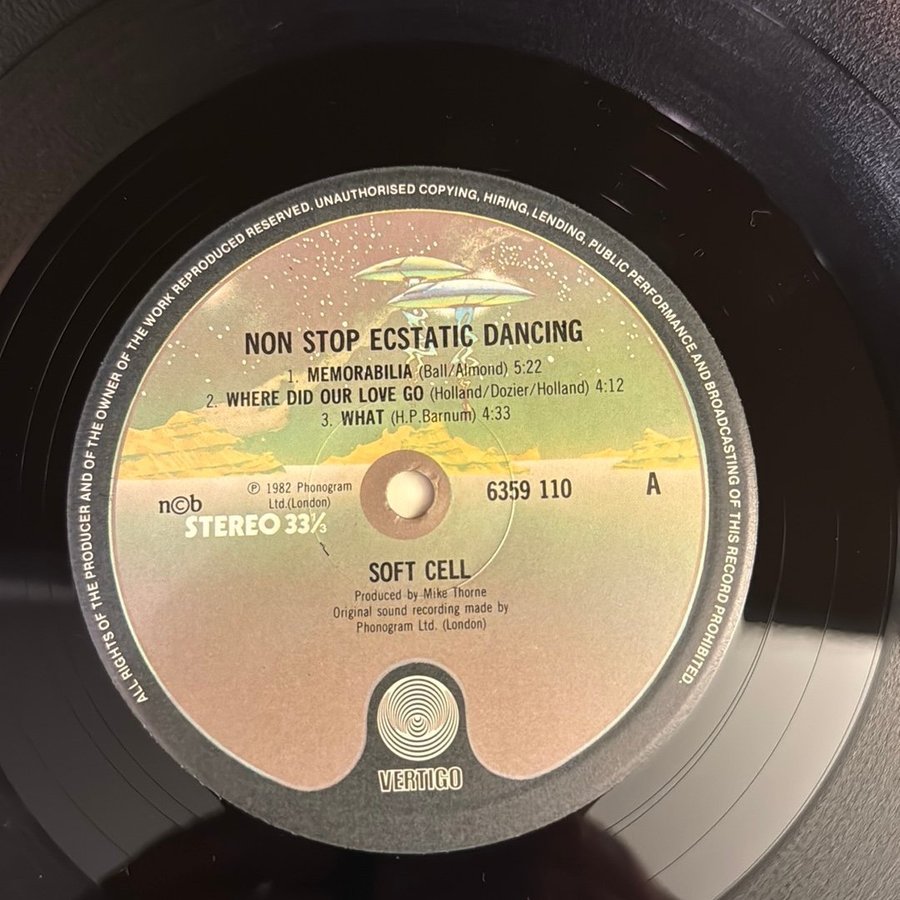 ALL RIGHTS OF THE PRODUCER AND OF THE OWNER OF THE WORK REPRODUCED RESERVED. UNAUTHORISED COPYING, HIRING, LENDING, PUBLIC PERFORMANCE AND BROADCASTING OF THIS RECORD PROHIBITED.
NON STOP ECSTATIC DANCING
1. MEMORABILIA (Ball/Almond) 5:22
2. WHERE DID OUR LOVE GO (Holland/Dozier/Holland) 4:12
3. WHAT (H.P.Barnum) 4:33
n©b
℗ 1982 Phonogram
Ltd.(London)
STEREO 33⅓
6359 110
A
SOFT CELL
Produced by Mike Thorne
Original sound recording made by
Phonogram Ltd. (London)
VERTIGO